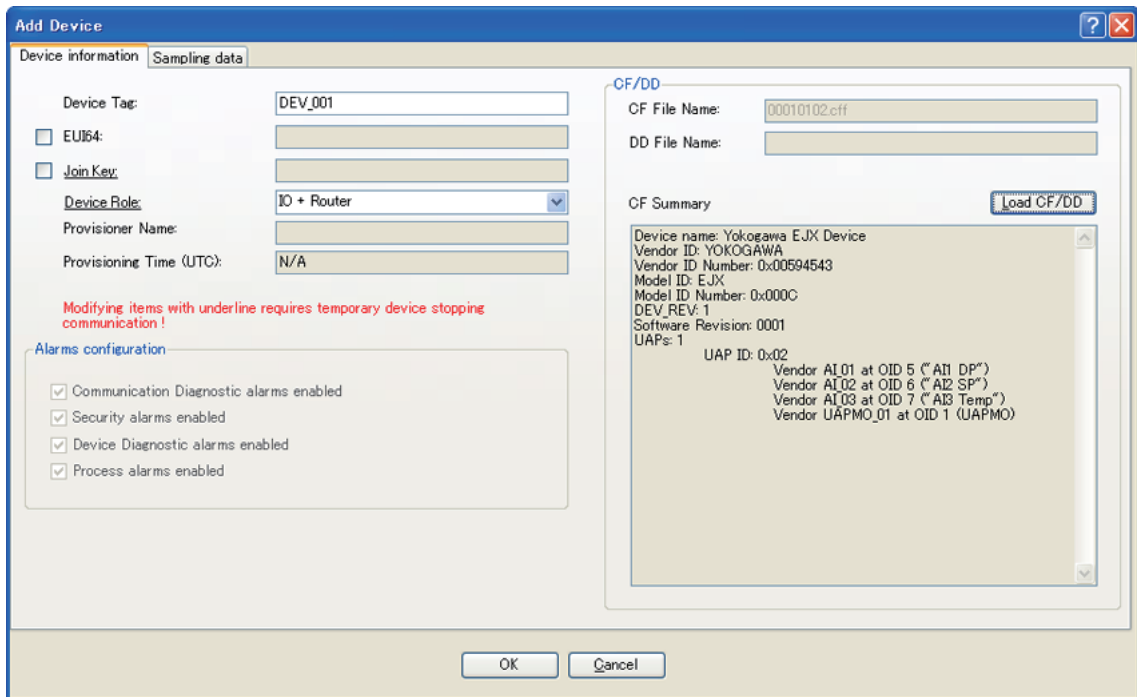 Add Device
Device information
Sampling data
Device Tag: DEV_001
EUI64:
Join Key:
Device Role: IO + Router
Provisioner Name:
Provisioning Time (UTC): N/A
Modifying items with underline requires temporary device stopping
communication !
Alarms configuration
Communication Diagnostic alarms enabled
Security alarms enabled
Device Diagnostic alarms enabled
Process alarms enabled
CF/DD
CF File Name: 00010102.cff
DD File Name:
CF Summary
Load CF/DD
Device name: Yokogawa EJX Device
Vendor ID: YOKOGAWA
Vendor ID Number: 0x00594543
Model ID: EJX
Model ID Number: 0x000C
DEV_REV: 1
Software Revision: 0001
UAPs: 1
UAP ID: 0x02
Vendor AI_01 at OID 5 ("AI1 DP")
Vendor AI_02 at OID 6 ("AI2 SP")
Vendor AI_03 at OID 7 ("AI3 Temp")
Vendor UAPMO_01 at OID 1 (UAPMO)
OK
Cancel